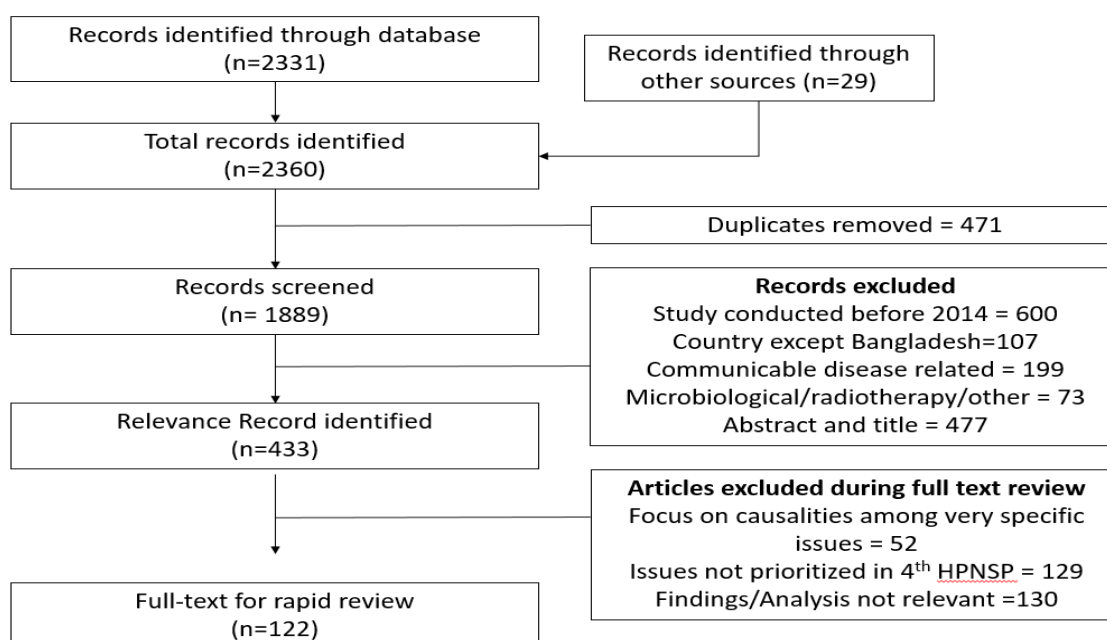 Records identified through database
(n=2331)
Records identified through
other sources (n=29)
Total records identified
(n=2360)
Duplicates removed = 471
Records screened
(n= 1889)
Records excluded
Study conducted before 2014 = 600
Country except Bangladesh=107
Communicable disease related = 199
Microbiological/radiotherapy/other = 73
Abstract and title = 477
Relevance Record identified
(n=433)
Articles excluded during full text review
Focus on causalities among very specific
issues = 52
Issues not prioritized in 4th HPNSP = 129
Findings/Analysis not relevant =130
Full-text for rapid review
(n=122)